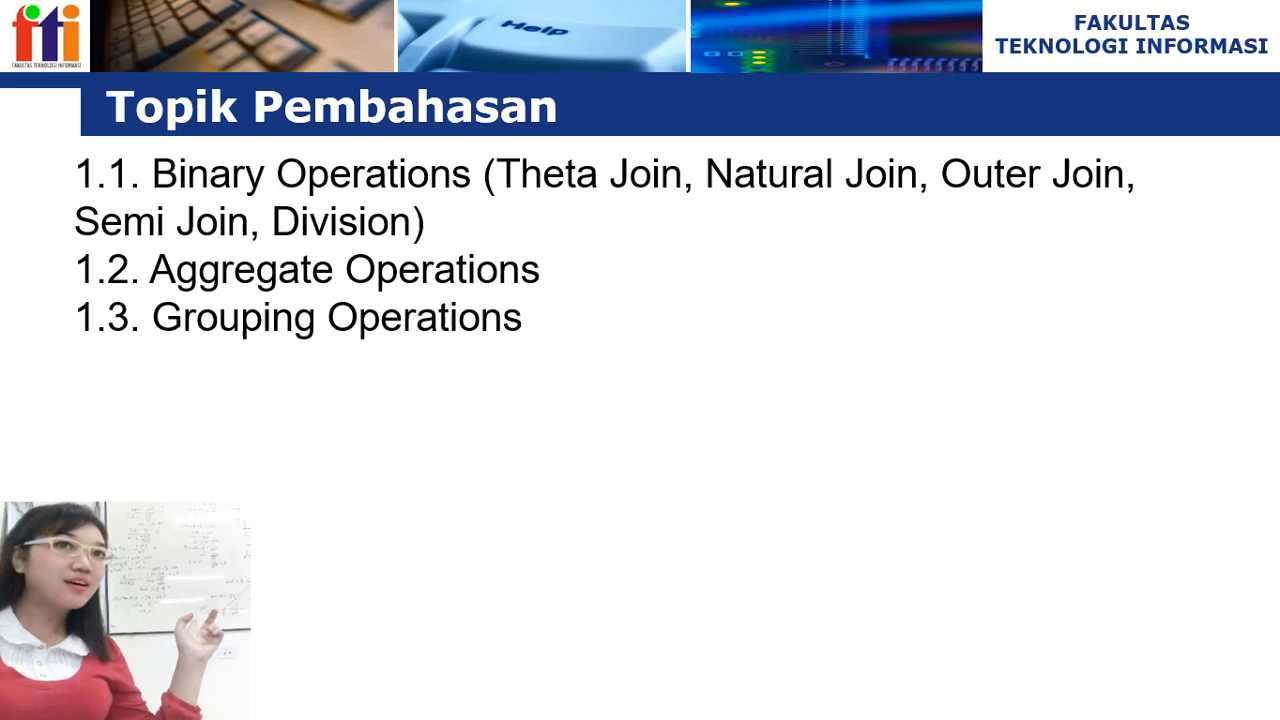 fiti
FAKULTAS TEKNOLOGI INFORMASI
Help
FAKULTAS
TEKNOLOGI INFORMASI
Topik Pembahasan
1.1. Binary Operations (Theta Join, Natural Join, Outer Join,
Semi Join, Division)
1.2. Aggregate Operations
1.3. Grouping Operations